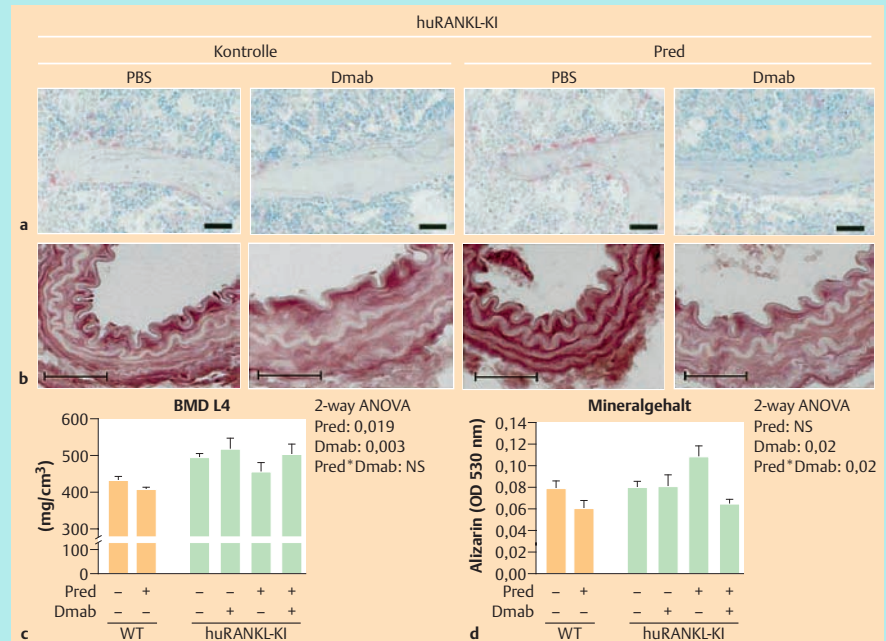 huRANKL-KI
Kontrolle Pred
PBS Dmab PBS Dmab
a
b
BMD L4
2-way ANOVA
Pred: 0,019
Dmab: 0,003
Pred*Dmab: NS
(mg/cm³)
600
500
400
300
100
0
Pred – + – – + +
Dmab – – – + – +
WT huRANKL-KI
c
Mineralgehalt
2-way ANOVA
Pred: NS
Dmab: 0,02
Pred*Dmab: 0,02
Alizarin (OD 530 nm)
0,14
0,12
0,10
0,08
0,06
0,04
0,02
0,00
Pred – + – – + +
Dmab – – – + – +
WT huRANKL-KI
d